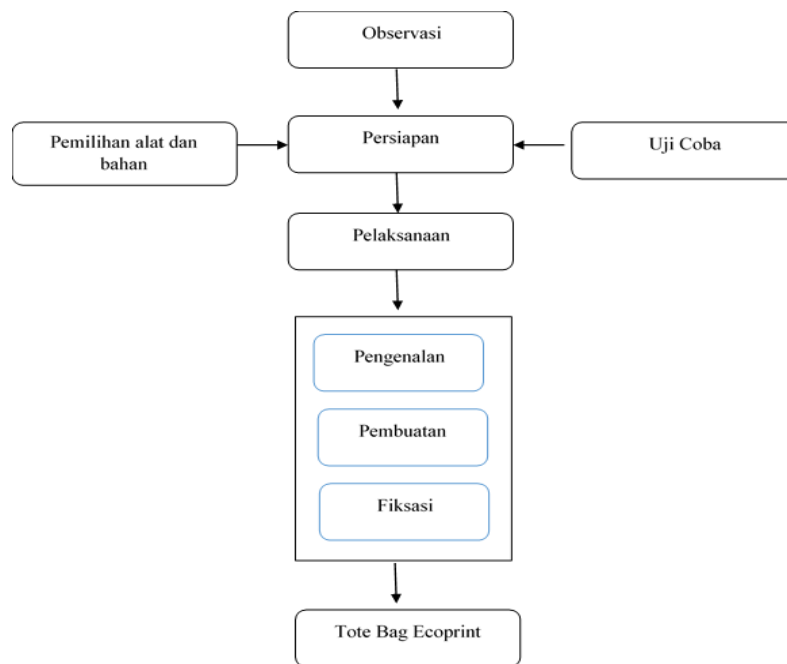 Observasi
Pemilihan alat dan
bahan
Persiapan
Uji Coba
Pelaksanaan
Pengenalan
Pembuatan
Fiksasi
Tote Bag Ecoprint